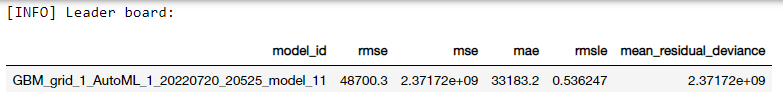 [INFO] Leader board:
model_id rmse mse mae rmsle mean_residual_deviance
GBM_grid_1_AutoML_1_20220720_20525_model_11 48700.3 2.37172e+09 33183.2 0.536247 2.37172e+09